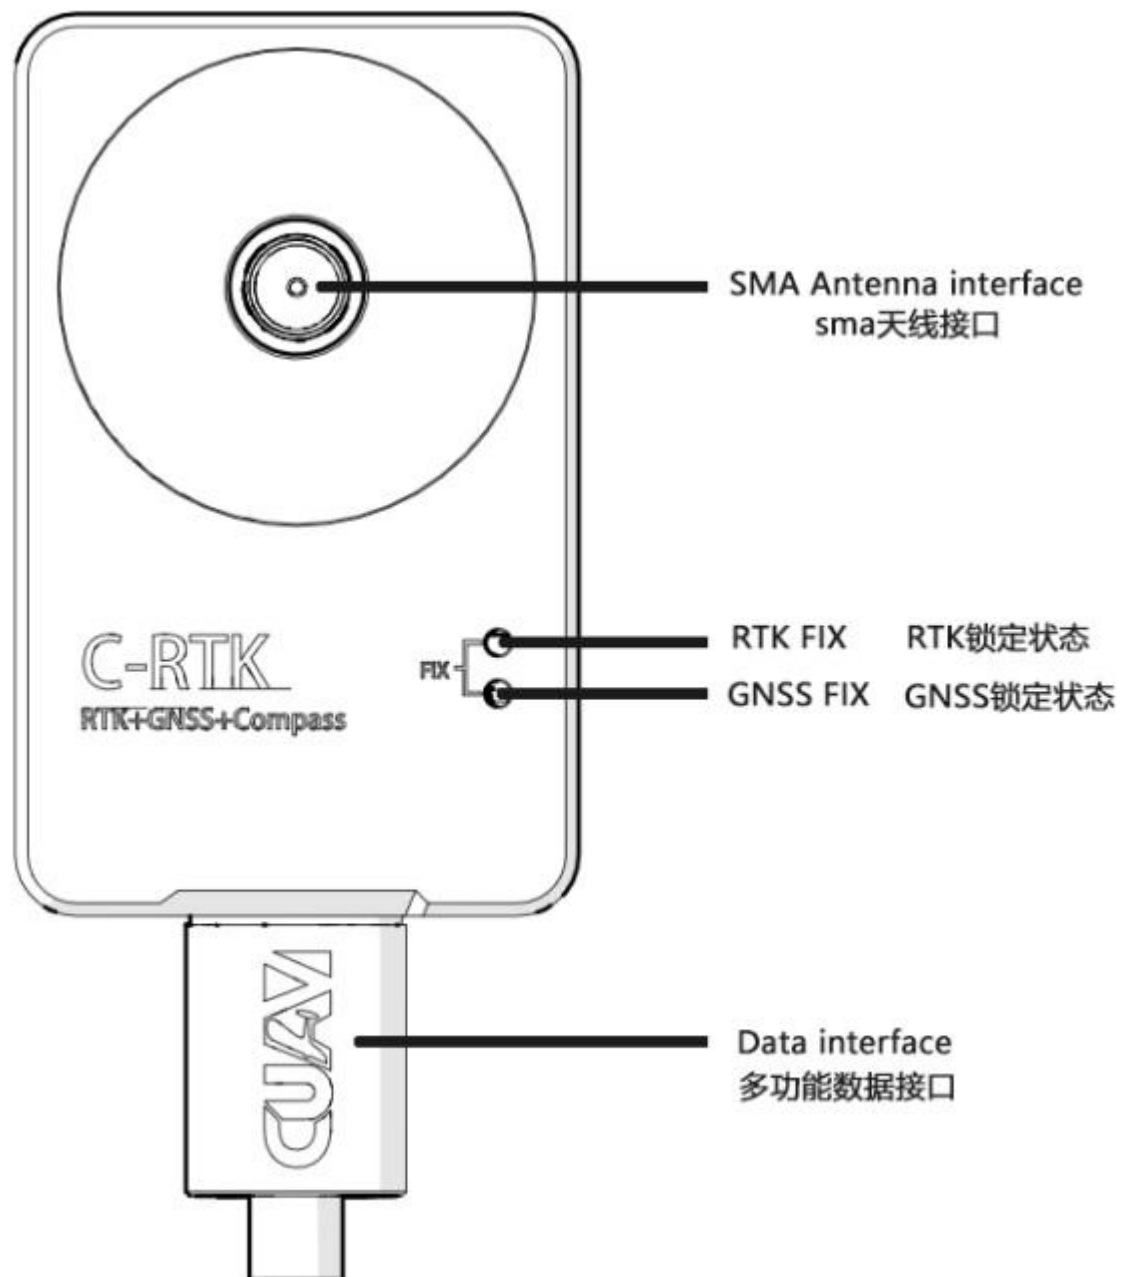 SMA Antenna interface
sma天线接口
C-RTK
RTK+GNSS+Compass
FIX
RTK FIX RTK锁定状态
GNSS FIX GNSS锁定状态
CUAV
Data interface
多功能数据接口